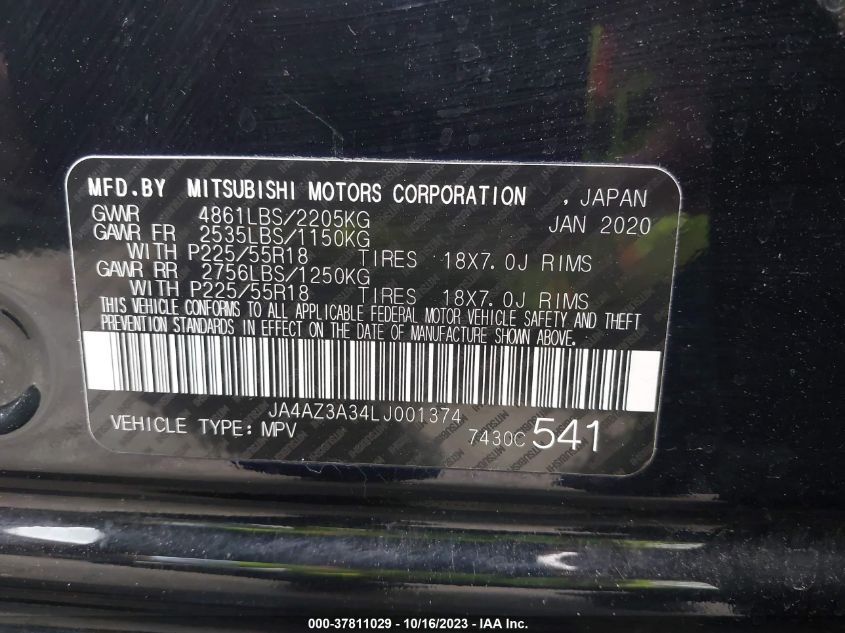 MFD.BY MITSUBISHI MOTORS CORPORATION , JAPAN
GVWR 4861LBS/2205KG JAN 2020
GAWR FR 2535LBS/1150KG
WITH P225/55R18 TIRES 18X7.0J RIMS
GAWR RR 2756LBS/1250KG
WITH P225/55R18 TIRES 18X7.0J RIMS
THIS VEHICLE CONFORMS TO ALL APPLICABLE FEDERAL MOTOR VEHICLE SAFETY AND THEFT
PREVENTION STANDARDS IN EFFECT ON THE DATE OF MANUFACTURE SHOWN ABOVE.
JA4AZ3A34LJ001374
VEHICLE TYPE: MPV 7430C 541
000-37811029 - 10/16/2023 - IAA Inc.